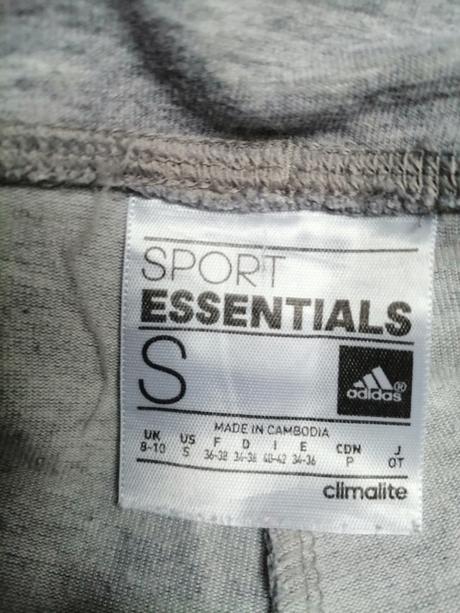 SPORT
ESSENTIALS
S
adidas®
MADE IN CAMBODIA
UK US F D I E CDN J
8-10 S 36-38 34-36 40-42 34-36 P OT
climalite